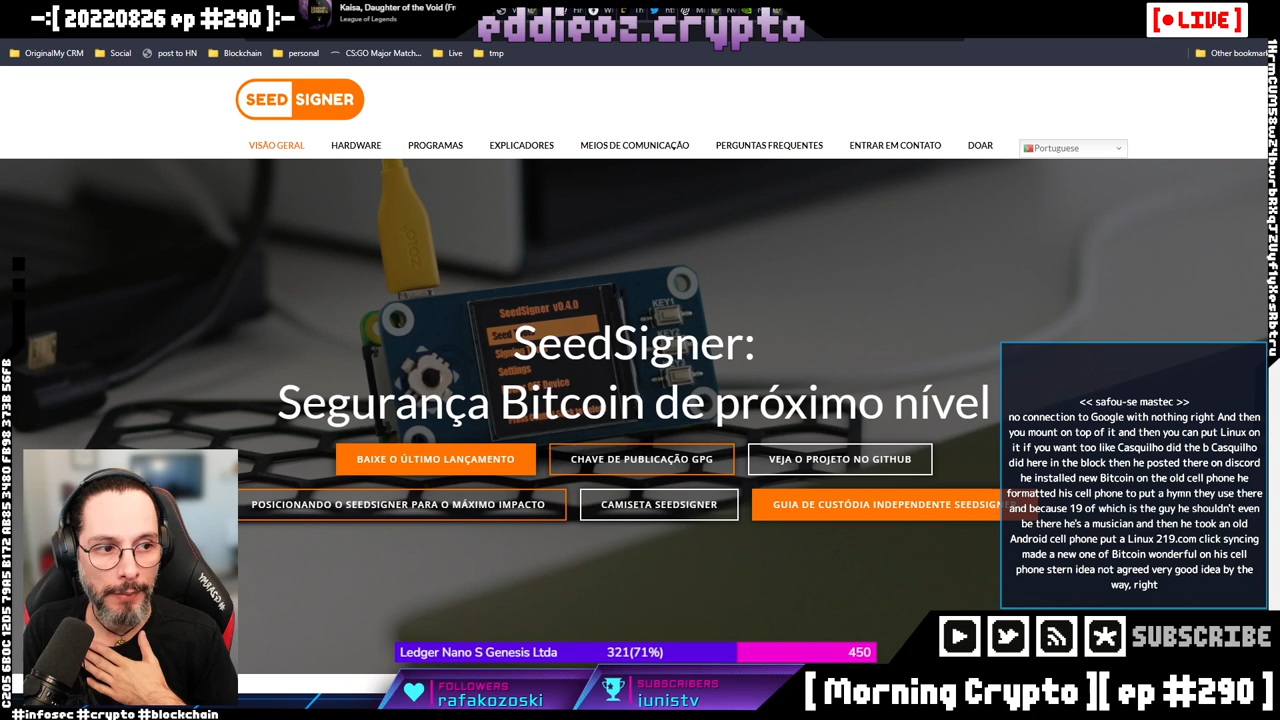 -:[ 20220826 ep #290 ]:-
Kaisa, Daughter of the Void (Fr
League of Legends
eddieoz.crypto
[● LIVE ]
OriginalMy CRM
Social
post to HN
Blockchain
personal
CS:GO Major Match...
Live
tmp
Other bookmar
SEED SIGNER
VISÃO GERAL
HARDWARE
PROGRAMAS
EXPLICADORES
MEIOS DE COMUNICAÇÃO
PERGUNTAS FREQUENTES
ENTRAR EM CONTATO
DOAR
Portuguese
SeedSigner v0.4.0
KEY1
SeedSigner:
Segurança Bitcoin de próximo nível
BAIXE O ÚLTIMO LANÇAMENTO
CHAVE DE PUBLICAÇÃO GPG
VEJA O PROJETO NO GITHUB
POSICIONANDO O SEEDSIGNER PARA O MÁXIMO IMPACTO
CAMISETA SEEDSIGNER
GUIA DE CUSTÓDIA INDEPENDENTE SEEDSIGNE
<< safou-se mastec >>
no connection to Google with nothing right And then
you mount on top of it and then you can put Linux on
it if you want too like Casquilho did the b Casquilho
did here in the block then he posted there on discord
he installed new Bitcoin on the old cell phone he
formatted his cell phone to put a hymn they use there
and because 19 of which is the guy he shouldn't even
be there he's a musician and then he took an old
Android cell phone put a Linux 219.com click syncing
made a new one of Bitcoin wonderful on his cell
phone stern idea not agreed very good idea by the
way, right
Ledger Nano S Genesis Ltda
321(71%)
450
FOLLOWERS
rafakozoski
SUBSCRIBERS
iunistv
SUBSCRIBE
[ Morning Crypto ][ ep #290 ]
#infosec #crypto #blockchain